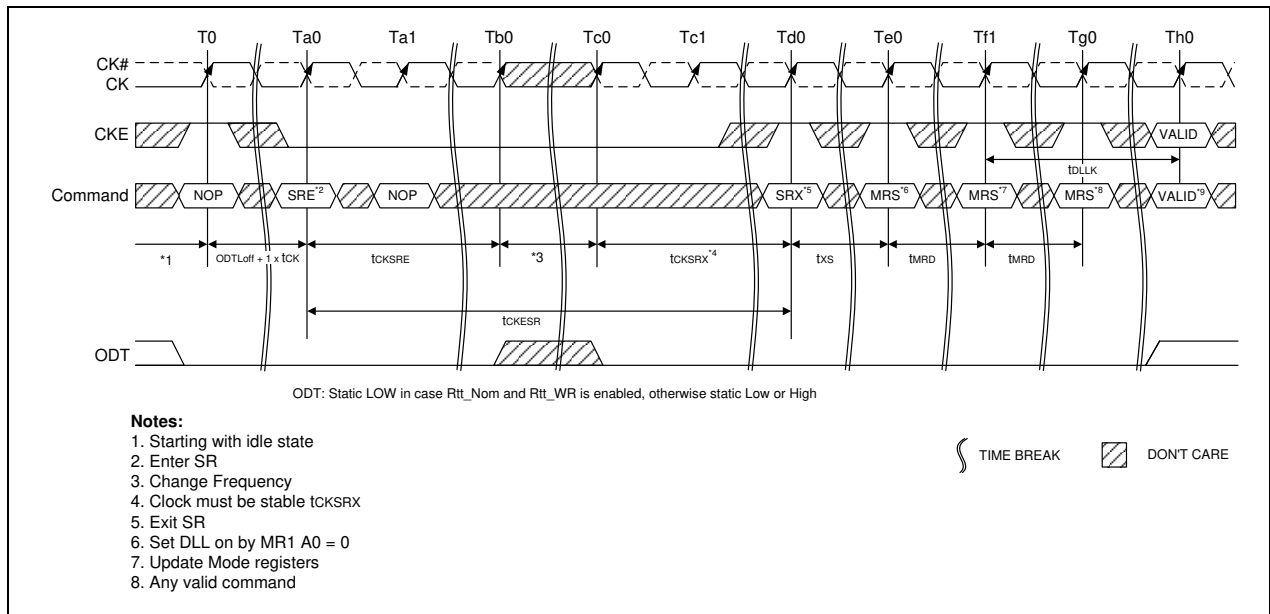 T0 Ta0 Ta1 Tb0 Tc0 Tc1 Td0 Te0 Tf1 Tg0 Th0
CK#
CK
CKE VALID
tDLLK
Command NOP SRE*2 NOP SRX*5 MRS*6 MRS*7 MRS*8 VALID*9
*1 ODTLoff + 1 x tCK tCKSRE *3 tCKSRX*4 tXS tMRD tMRD
tCKESR
ODT
ODT: Static LOW in case Rtt_Nom and Rtt_WR is enabled, otherwise static Low or High
Notes:
1. Starting with idle state
2. Enter SR
3. Change Frequency
4. Clock must be stable tCKSRX
5. Exit SR
6. Set DLL on by MR1 A0 = 0
7. Update Mode registers
8. Any valid command
TIME BREAK DON'T CARE